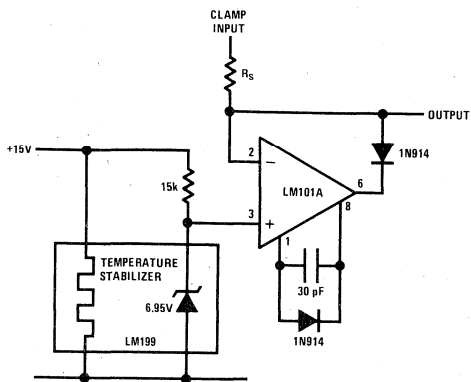 CLAMP
INPUT
RS
OUTPUT
+15V
2
−
1N914
15k
LM101A
6
8
3
+
1
TEMPERATURE
STABILIZER
30 pF
6.95V
1N914
LM199